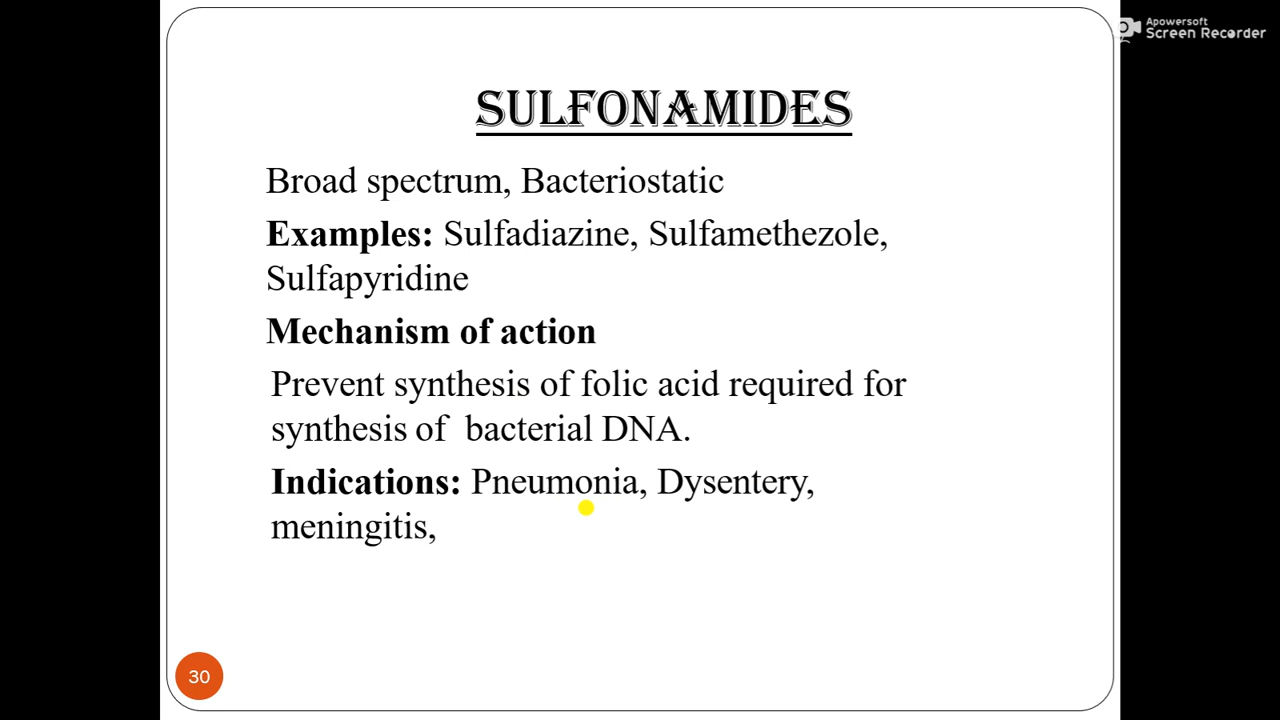 Apowersoft
Screen Recorder
SULFONAMIDES
Broad spectrum, Bacteriostatic
Examples: Sulfadiazine, Sulfamethezole,
Sulfapyridine
Mechanism of action
Prevent synthesis of folic acid required for
synthesis of bacterial DNA.
Indications: Pneumonia, Dysentery,
meningitis,
30